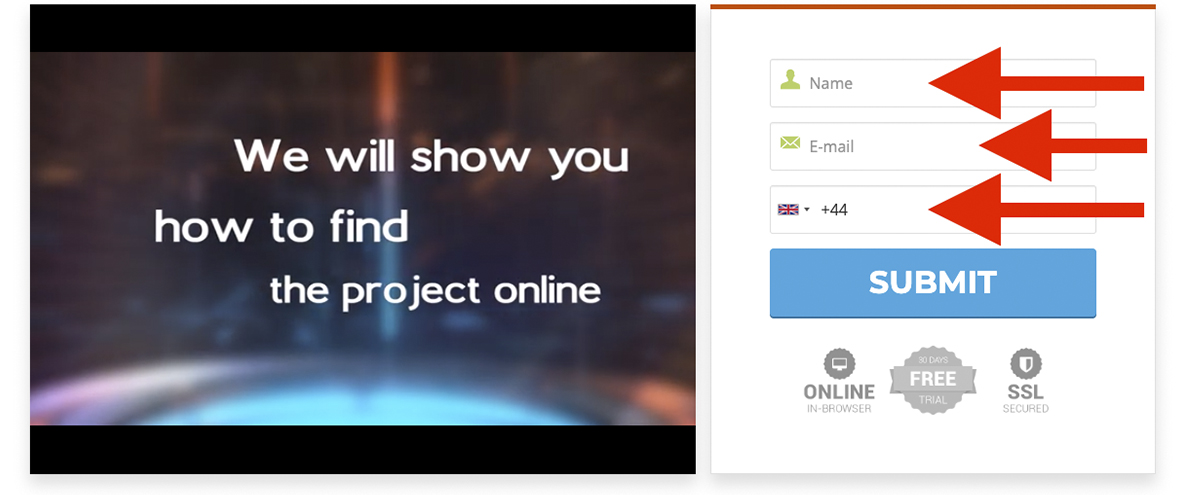 We will show you
how to find
the project online
Name
E-mail
+44
SUBMIT
30 DAYS
FREE
TRIAL
ONLINE
IN-BROWSER
SSL
SECURED